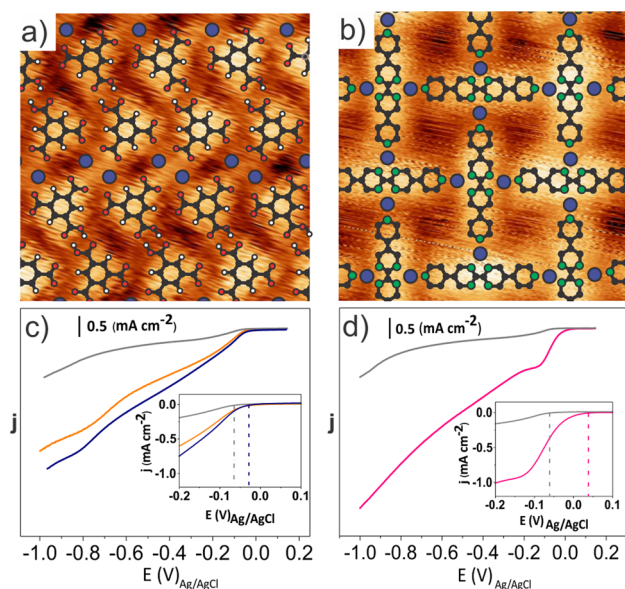 a)
b)
c)
0.5 (mA cm⁻²)
j
0.0
-0.5
-1.0
j (mA cm⁻²)
-0.2 -0.1 0.0 0.1
E (V)Ag/AgCl
-1.0 -0.8 -0.6 -0.4 -0.2 0.0 0.2
E (V)Ag/AgCl
d)
0.5 (mA cm⁻²)
j
0.0
-0.5
-1.0
j (mA cm⁻²)
-0.2 -0.1 0.0 0.1
E (V)Ag/AgCl
-1.0 -0.8 -0.6 -0.4 -0.2 0.0 0.2
E (V)Ag/AgCl